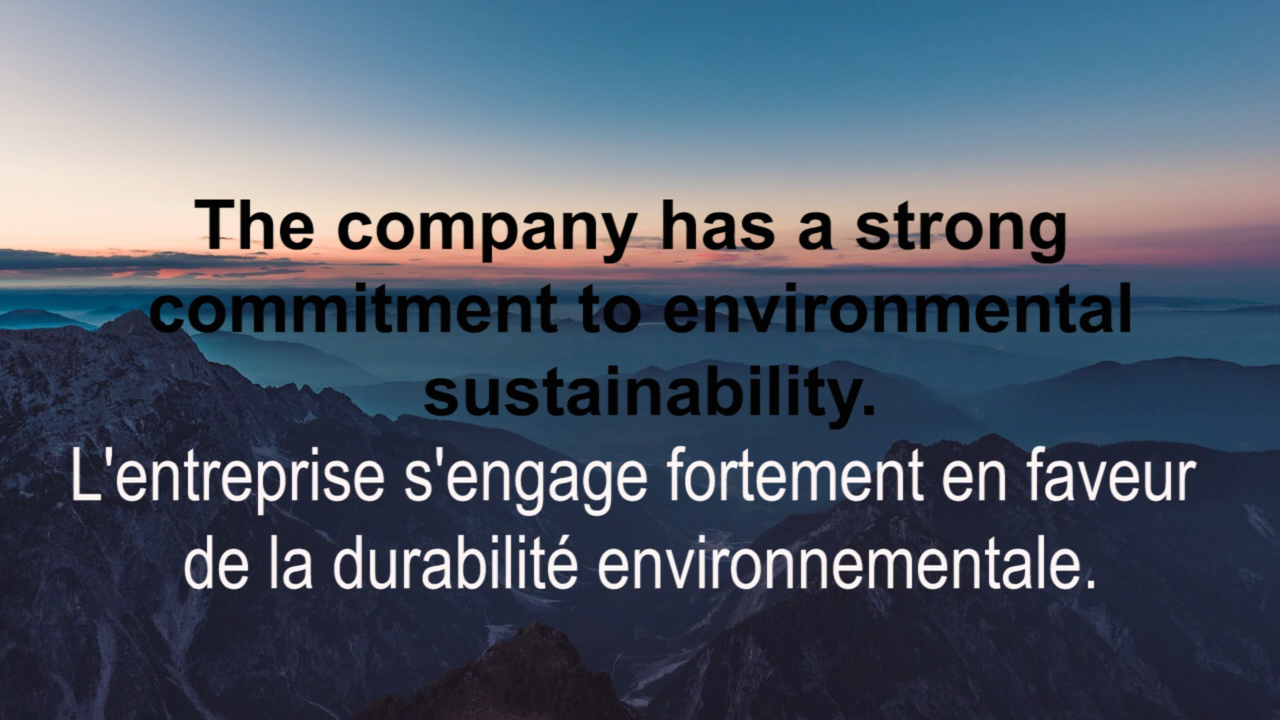 The company has a strong
commitment to environmental
sustainability.
L'entreprise s'engage fortement en faveur
de la durabilité environnementale.